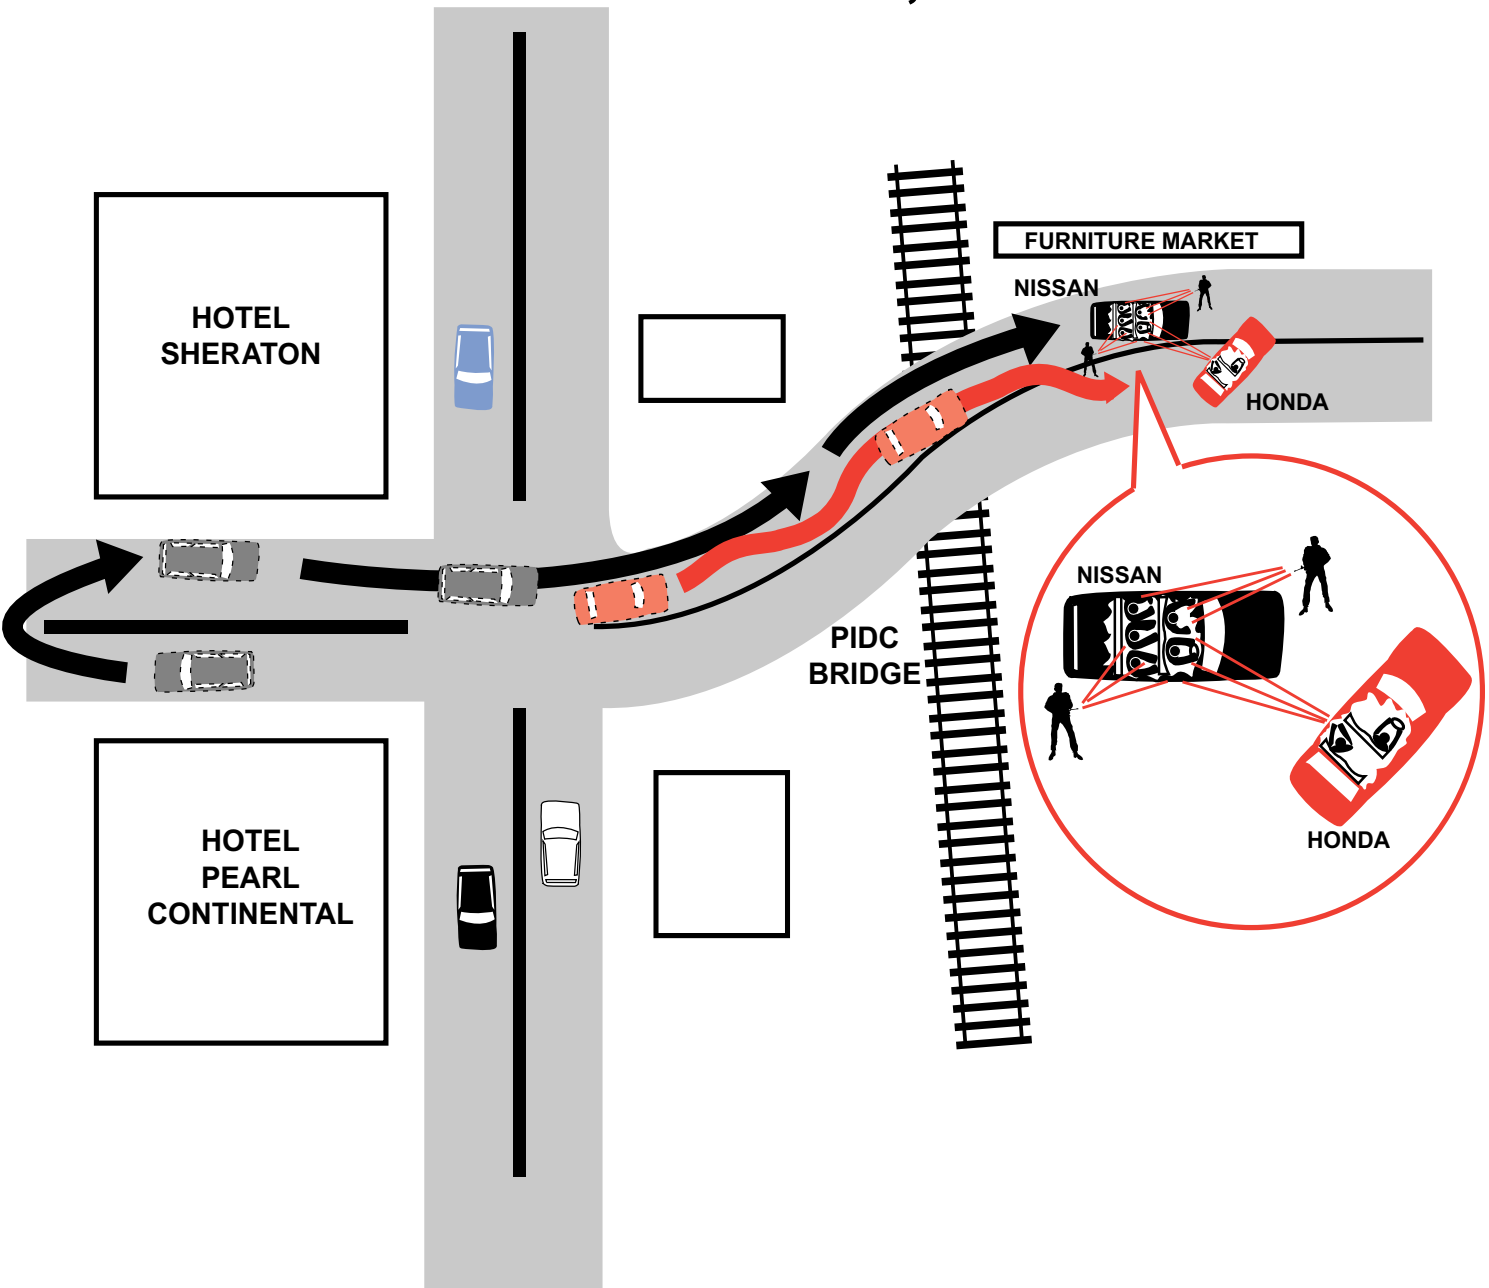 HOTEL
SHERATON
FURNITURE MARKET
NISSAN
HONDA
NISSAN
PIDC
BRIDGE
HONDA
HOTEL
PEARL
CONTINENTAL